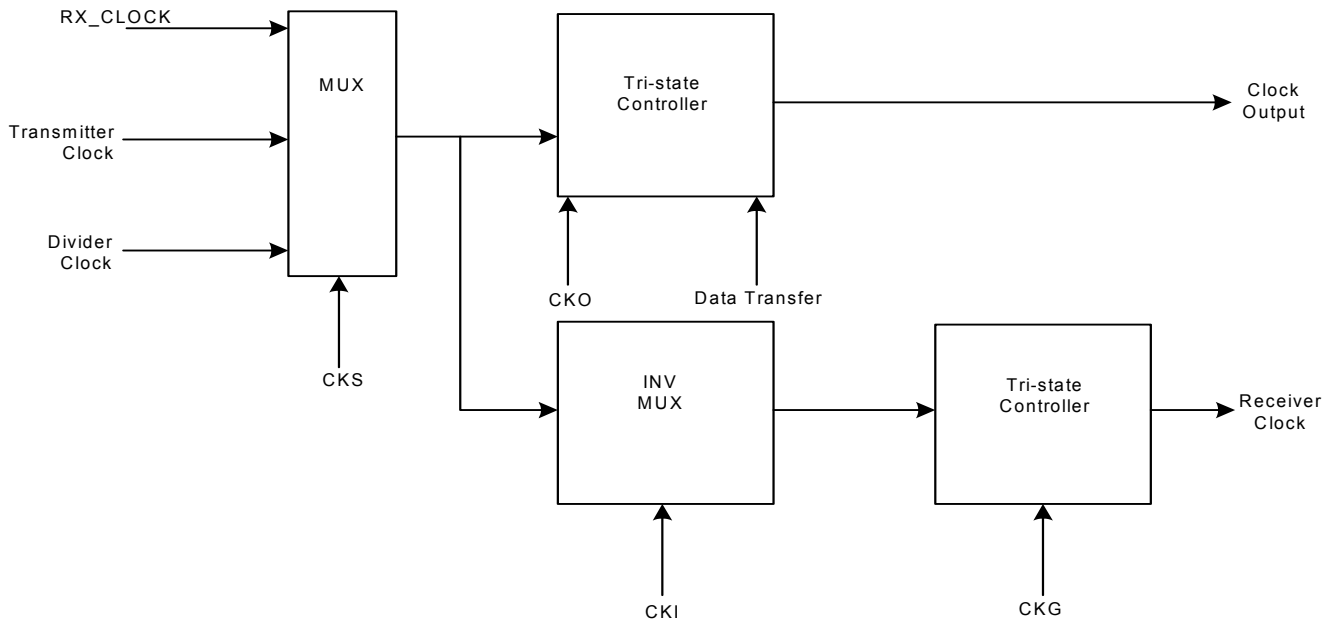 RX_CLOCK
MUX
Tri-state
Controller
Clock
Output
Transmitter
Clock
Divider
Clock
CKO
Data Transfer
CKS
INV
MUX
Tri-state
Controller
Receiver
Clock
CKI
CKG